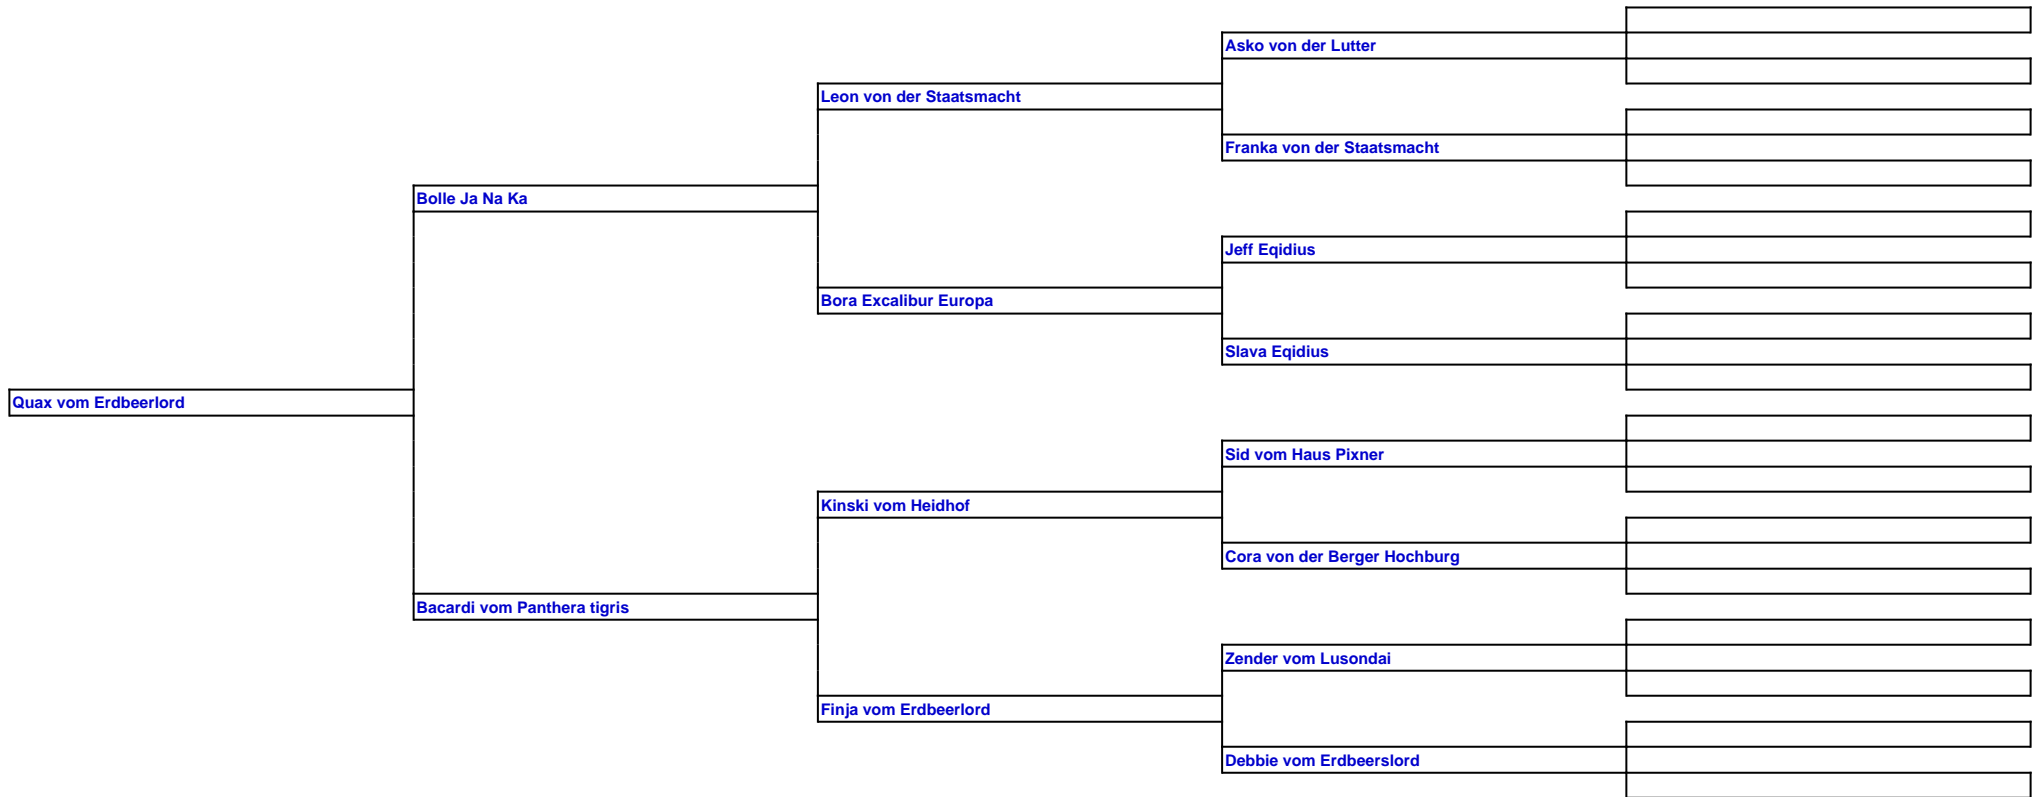 Asko von der Lutter
Leon von der Staatsmacht
Franka von der Staatsmacht
Bolle Ja Na Ka
Jeff Eqidius
Bora Excalibur Europa
Slava Eqidius
Quax vom Erdbeerlord
Sid vom Haus Pixner
Kinski vom Heidhof
Cora von der Berger Hochburg
Bacardi vom Panthera tigris
Zender vom Lusondai
Finja vom Erdbeerlord
Debbie vom Erdbeerslord